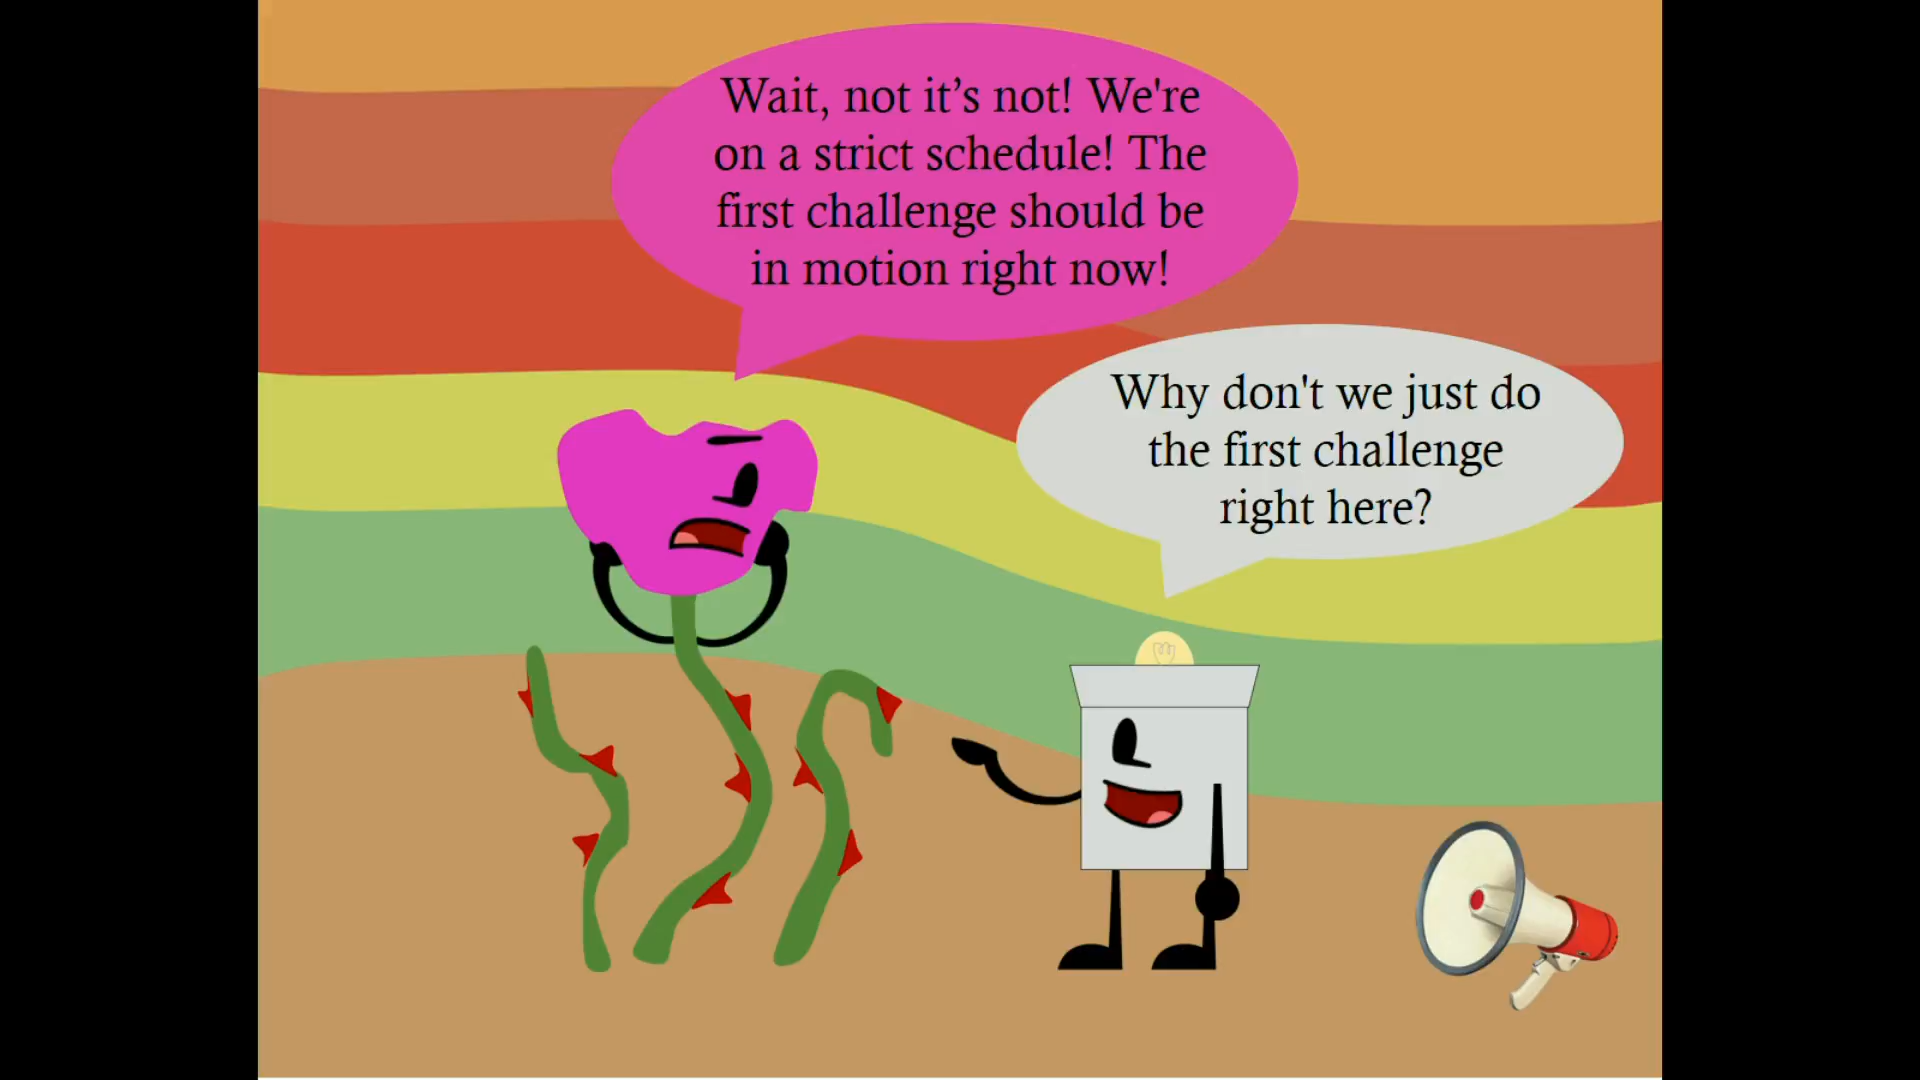 Wait, not it’s not! We're
on a strict schedule! The
first challenge should be
in motion right now!
Why don't we just do
the first challenge
right here?